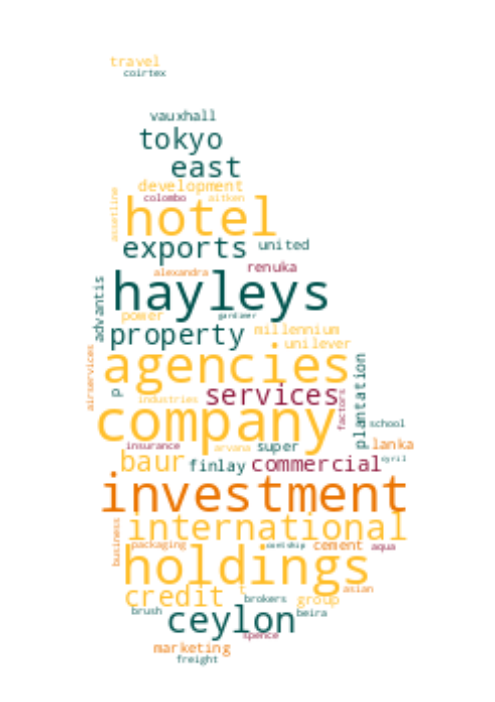 travel
coirtex
vauxhall
tokyo
east
development
colombo aitken
assetline
hotel
exports united
renuka
alexandra
hayleys
advantis
power gardiner
property millennium
unilever
agencies
airservices
plantation
p
services
industries
factors
company
school
insurance arvana super lanka
baur finlay commercial cyril
investment
international
business
packaging cement aqua
holdings
credit t brokers group asian
brush beira
ceylon
spence
marketing
freight